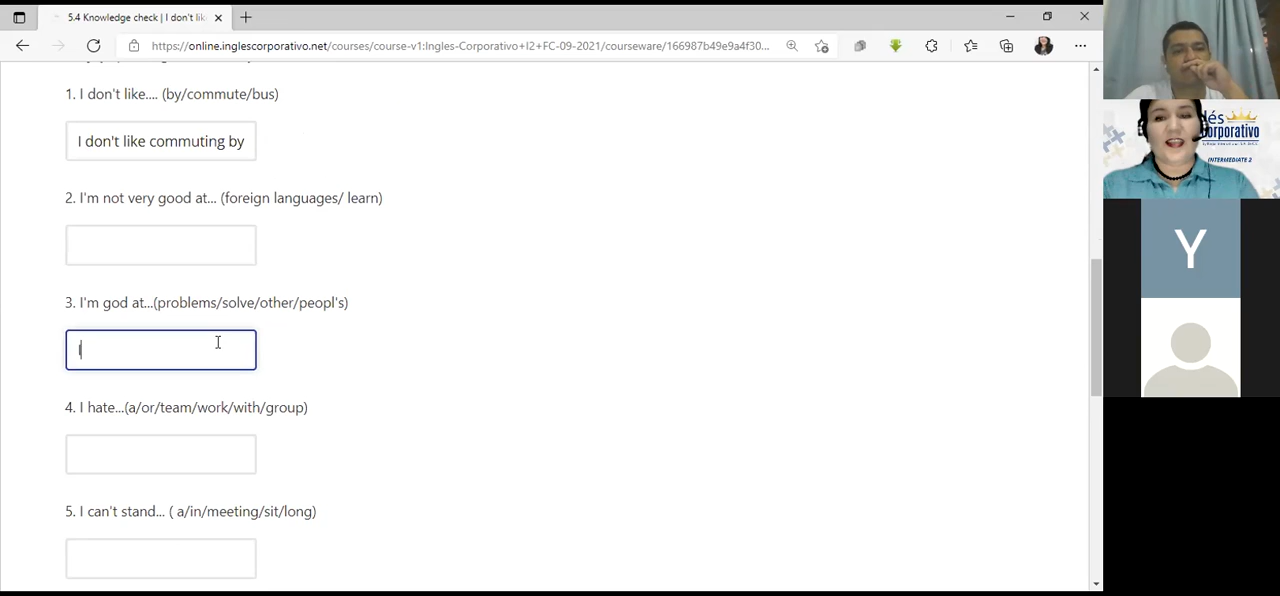 5.4 Knowledge check | I don't lik
https://online.inglescorporativo.net/courses/course-v1:Ingles-Corporativo+I2+FC-09-2021/courseware/166987b49e9a4f30...
1. I don't like.... (by/commute/bus)
I don't like commuting by
2. I'm not very good at... (foreign languages/ learn)
3. I'm god at...(problems/solve/other/peopl's)
I
4. I hate...(a/or/team/work/with/group)
5. I can't stand... ( a/in/meeting/sit/long)
lés
corporativo
INTERMEDIATE 2
Y